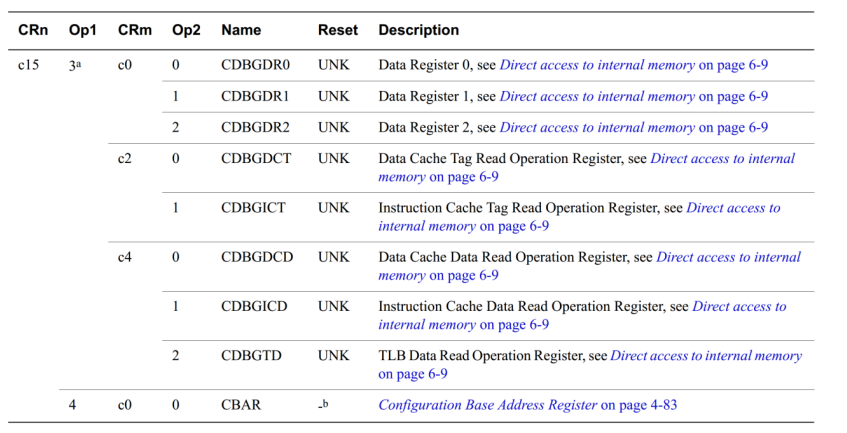 CRn Op1 CRm Op2 Name Reset Description
c15 3a c0 0 CDBGDR0 UNK Data Register 0, see Direct access to internal memory on page 6-9
1 CDBGDR1 UNK Data Register 1, see Direct access to internal memory on page 6-9
2 CDBGDR2 UNK Data Register 2, see Direct access to internal memory on page 6-9
c2 0 CDBGDCT UNK Data Cache Tag Read Operation Register, see Direct access to internal
memory on page 6-9
1 CDBGICT UNK Instruction Cache Tag Read Operation Register, see Direct access to
internal memory on page 6-9
c4 0 CDBGDCD UNK Data Cache Data Read Operation Register, see Direct access to internal
memory on page 6-9
1 CDBGICD UNK Instruction Cache Data Read Operation Register, see Direct access to
internal memory on page 6-9
2 CDBGTD UNK TLB Data Read Operation Register, see Direct access to internal memory
on page 6-9
4 c0 0 CBAR -b Configuration Base Address Register on page 4-83